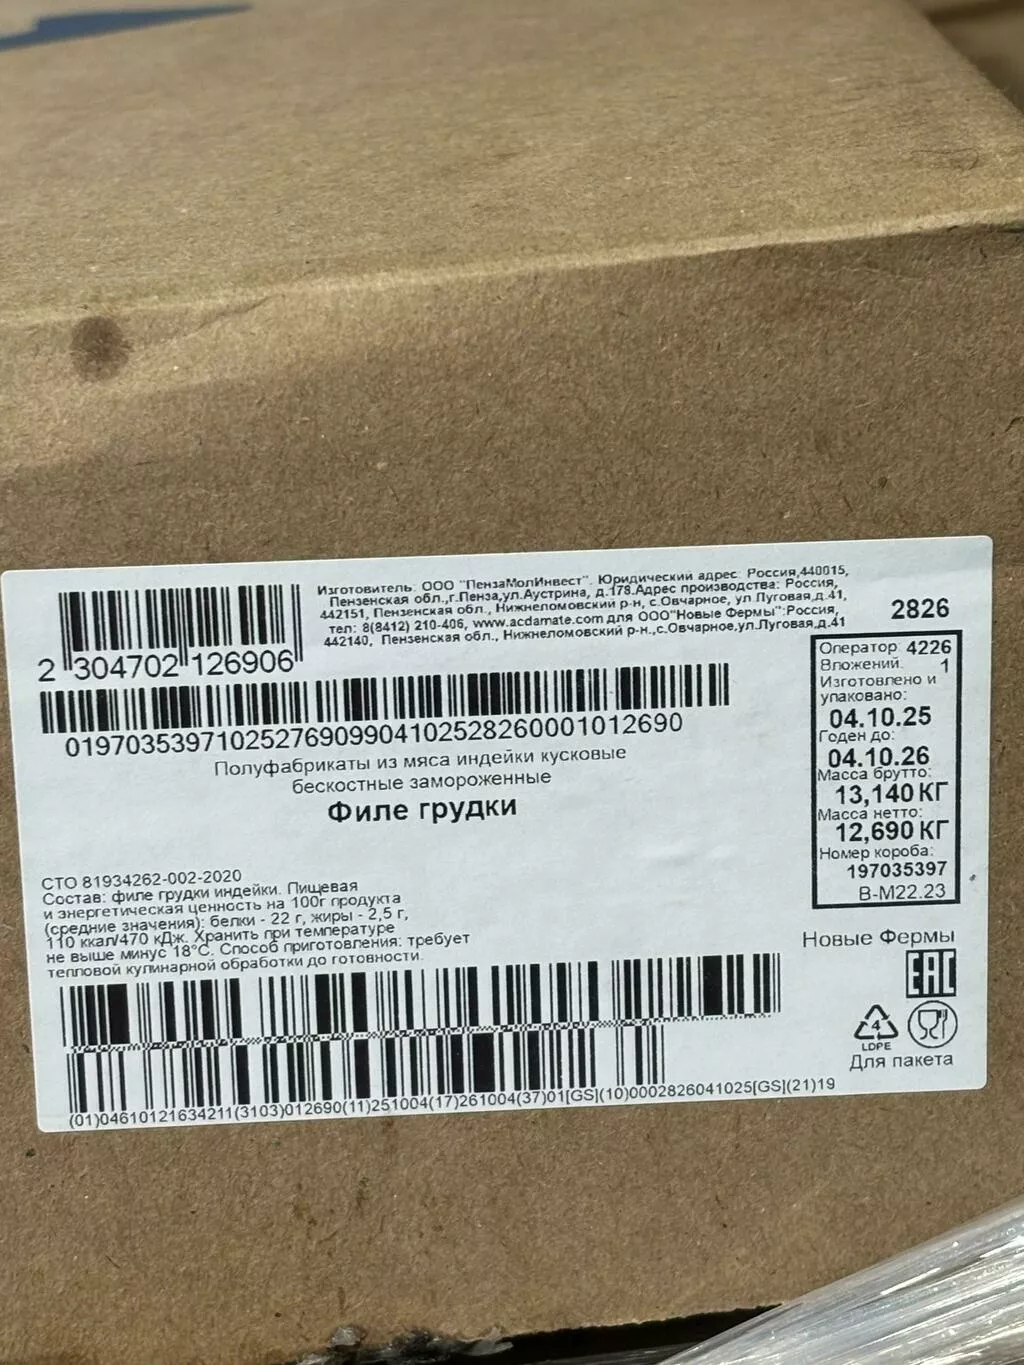 Изготовитель: ООО "ПензаМолИнвест". Юридический адрес: Россия,440015,
Пензенская обл.,г.Пенза,ул.Аустрина, д.178.Адрес производства: Россия,
442151, Пензенская обл., Нижнеломовский р-н, с.Овчарное, ул.Луговая,д.41,
тел: 8(8412) 210-406, www.acdamate.com для ООО"Новые Фермы":Россия,
442140, Пензенская обл., Нижнеломовский р-н.,с.Овчарное,ул.Луговая,д.41
2826
2 304702 126906
01970353971025276909904102528260001012690
Полуфабрикаты из мяса индейки кусковые
бескостные замороженные
Филе грудки
Оператор: 4226
Вложений: 1
Изготовлено и
упаковано:
04.10.25
Годен до:
04.10.26
Масса брутто:
13,140 КГ
Масса нетто:
12,690 КГ
Номер короба:
197035397
В-М22.23
СТО 81934262-002-2020
Состав: филе грудки индейки. Пищевая
и энергетическая ценность на 100г продукта
(средние значения): белки - 22 г, жиры - 2,5 г,
110 ккал/470 кДж. Хранить при температуре
не выше минус 18°С. Способ приготовления: требует
тепловой кулинарной обработки до готовности.
Новые Фермы
EAC
4
LDPE
Для пакета
(01)04610121634211(3103)012690(11)251004(17)261004(37)01[GS](10)0002826041025[GS](21)19